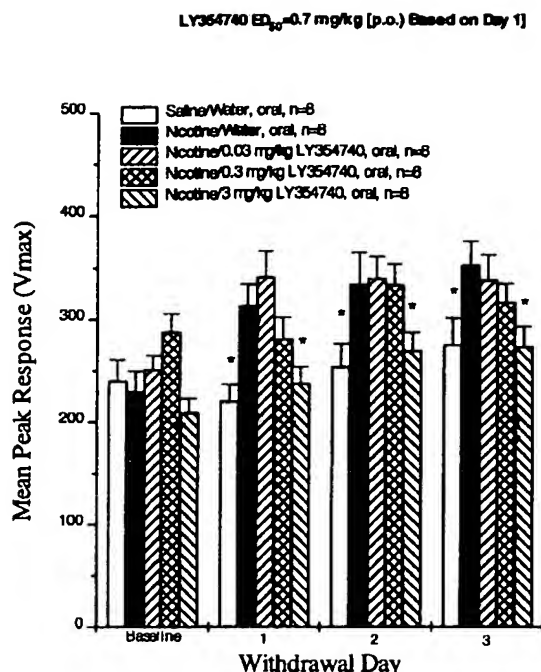 LY354740 ED50=0.7 mg/kg [p.o.) Based on Day 1]
500
400
300
200
100
0
Mean Peak Response (Vmax)
Saline/Water, oral, n=8
Nicotine/Water, oral, n=8
Nicotine/0.03 mg/kg LY354740, oral, n=8
Nicotine/0.3 mg/kg LY354740, oral, n=8
Nicotine/3 mg/kg LY354740, oral, n=8
* * * * * *
Baseline 1 2 3
Withdrawal Day